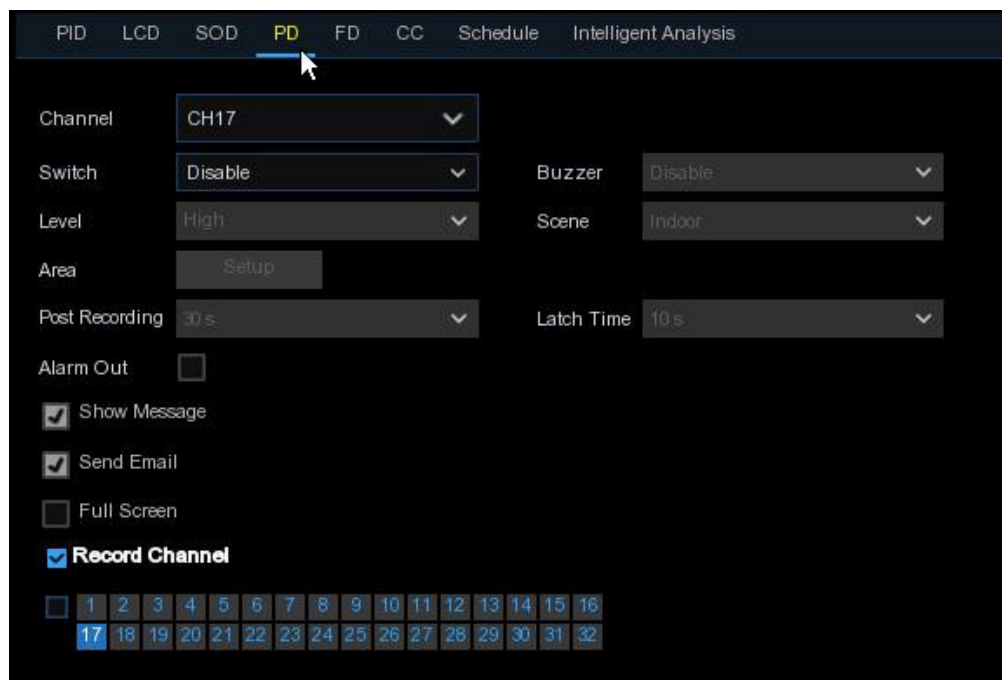 PID LCD SOD PD FD CC Schedule Intelligent Analysis
Channel CH17
Switch Disable Buzzer Disable
Level High Scene Indoor
Area Setup
Post Recording 30 s Latch Time 10 s
Alarm Out
Show Message
Send Email
Full Screen
Record Channel
1 2 3 4 5 6 7 8 9 10 11 12 13 14 15 16
17 18 19 20 21 22 23 24 25 26 27 28 29 30 31 32